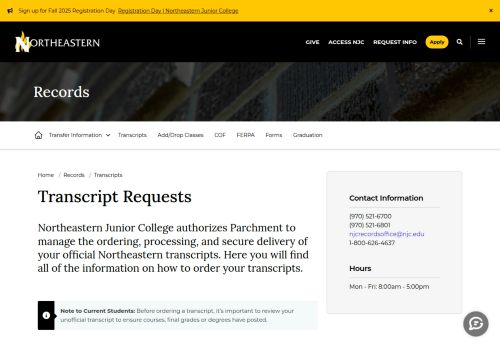 Sign up for Fall 2025 Registration Day Registration Day | Northeastern Junior College ×
NORTHEASTERN
GIVE ACCESS NJC REQUEST INFO Apply
Records
Transfer Information Transcripts Add/Drop Classes COF FERPA Forms Graduation
Home / Records / Transcripts
Transcript Requests
Northeastern Junior College authorizes Parchment to
manage the ordering, processing, and secure delivery of
your official Northeastern transcripts. Here you will find
all of the information on how to order your transcripts.
Note to Current Students: Before ordering a transcript, it's important to review your
unofficial transcript to ensure courses, final grades or degrees have posted.
Contact Information
(970) 521-6700
(970) 521-6801
njcrecordsoffice@njc.edu
1-800-626-4637
Hours
Mon - Fri: 8:00am - 5:00pm